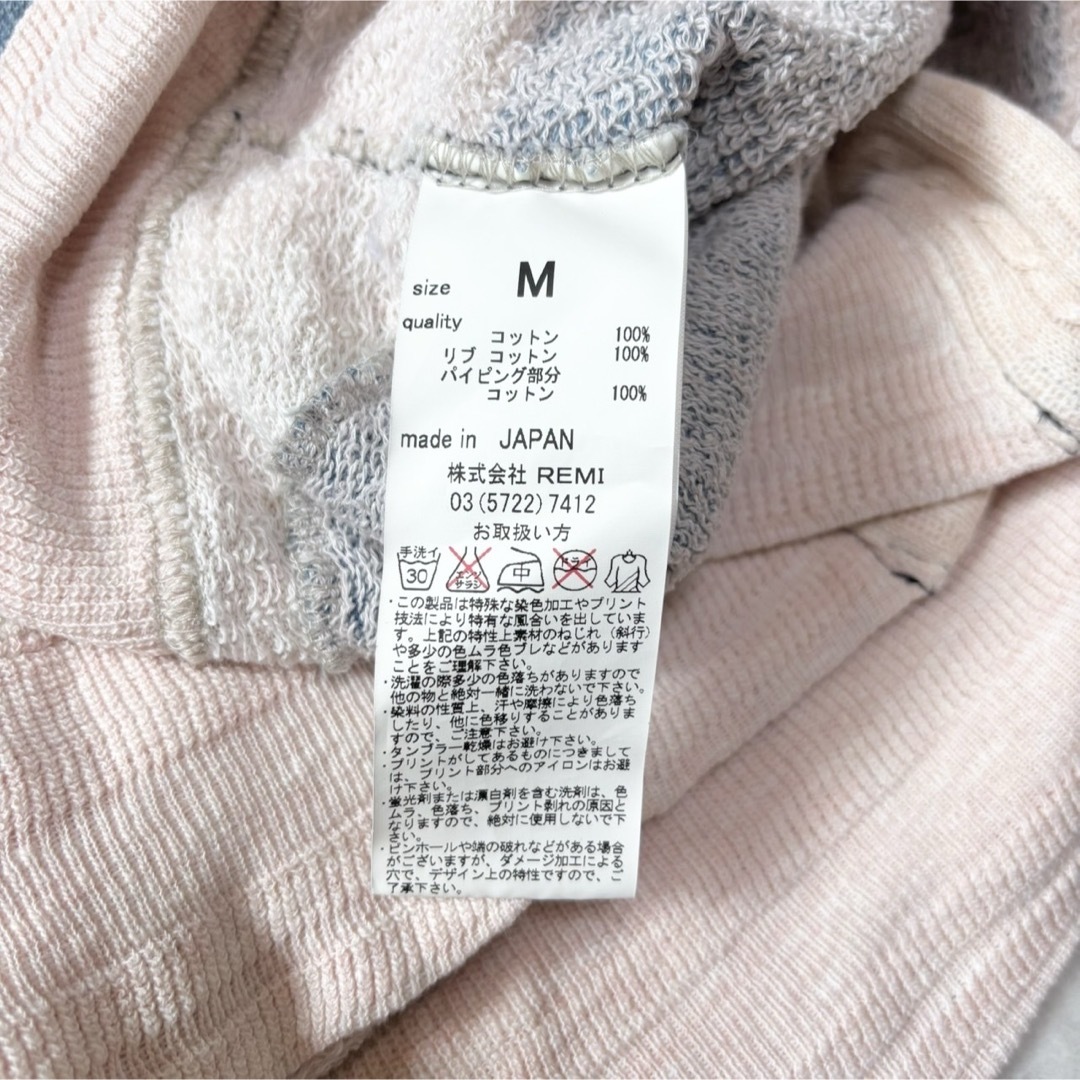 size M
quality
コットン 100%
リブ コットン 100%
パイピング部分
コットン 100%
made in JAPAN
株式会社 REMI
03(5722)7412
お取扱い方
手洗イ
30 エンソ サラシ 中 ドライ
・この製品は特殊な染色加工やプリント
技法により特有な風合いを出していま
す。上記の特性上素材のねじれ（斜行）
や多少の色ムラ色ブレなどがあります
ことをご理解下さい。
・洗濯の際多少の色落ちがありますので
他の物と絶対一緒に洗わないで下さい。
・染料の性質上、汗や摩擦により色落ち
したり、他に色移りすることがありま
すので、ご注意下さい。
・タンブラー乾燥はお避け下さい。
・プリントがしてあるものにつきまして
は、プリント部分へのアイロンはお避
け下さい。
・蛍光剤または漂白剤を含む洗剤は、色
ムラ、色落ち、プリント剥れの原因と
なりますので、絶対に使用しないで下
さい。
・ピンホールや端の破れなどがある場合
がございますが、ダメージ加工による
穴で、デザイン上の特性ですので、ご
了承下さい。